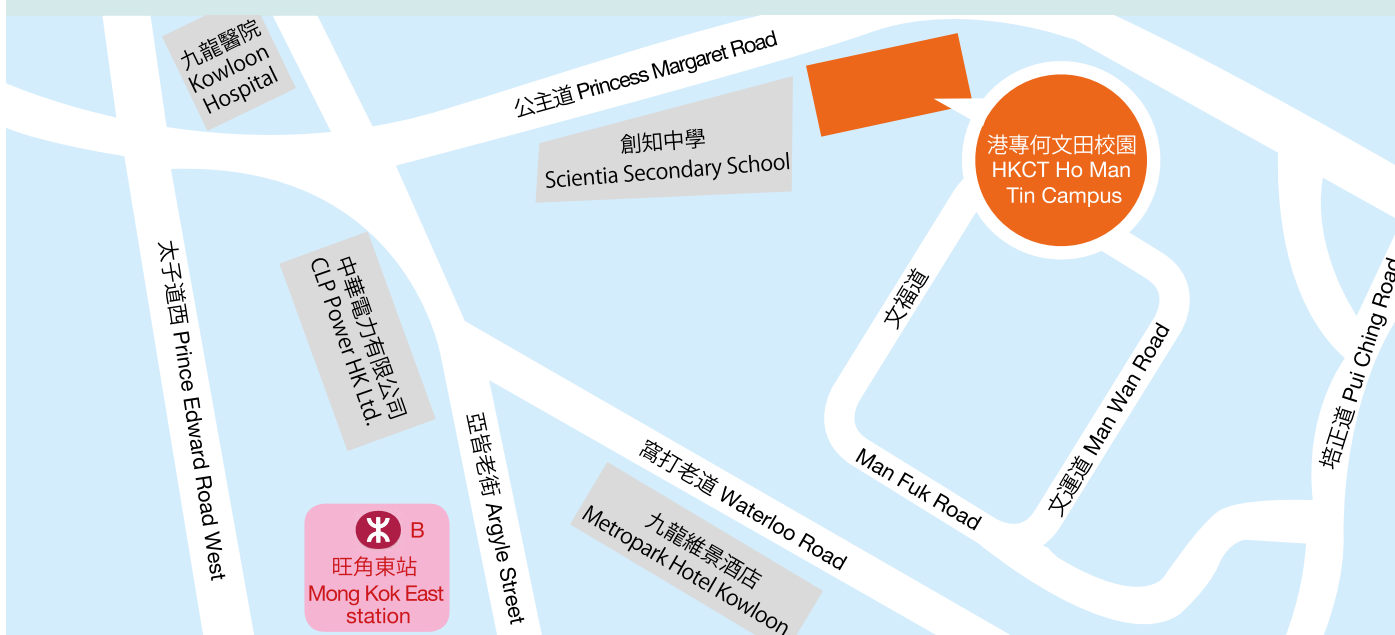 九龍醫院
Kowloon
Hospital
公主道 Princess Margaret Road
創知中學
Scientia Secondary School
港專何文田校園
HKCT Ho Man
Tin Campus
太子道西 Prince Edward Road West
中華電力有限公司
CLP Power HK Ltd.
文福道
Man Fuk Road
文運道 Man Wan Road
培正道 Pui Ching Road
亞皆老街 Argyle Street
窩打老道 Waterloo Road
九龍維景酒店
Metropark Hotel Kowloon
B
旺角東站
Mong Kok East
station